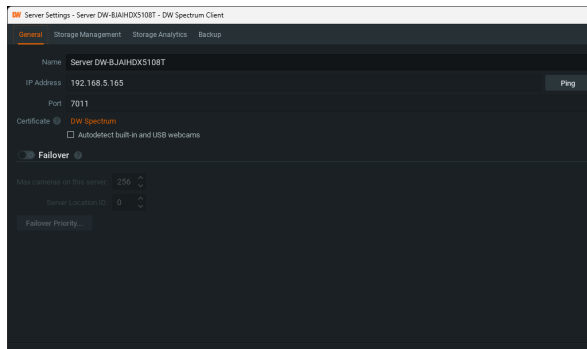 DW Server Settings - Server DW-BJAIHDX5108T - DW Spectrum Client
General Storage Management Storage Analytics Backup
Name Server DW-BJAIHDX5108T
IP Address 192.168.5.165 Ping
Port 7011
Certificate ? DW Spectrum
Autodetect built-in and USB webcams
Failover ?
Max cameras on this server: 256
Server Location ID: 0
Failover Priority...